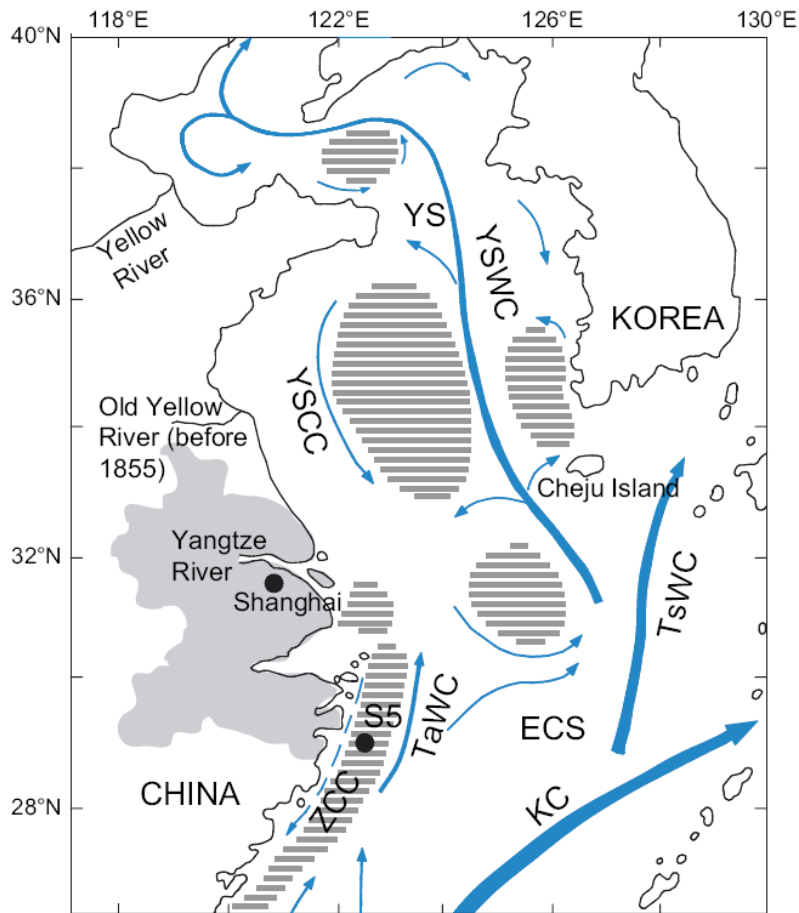 118°E
122°E
126°E
130°E
40°N
YS
Yellow
River
YSWC
36°N
KOREA
YSCC
Old Yellow
River (before
1855)
Cheju Island
32°N
Yangtze
River
Shanghai
TsWC
TaWC
S5
ECS
CHINA
ZCC
KC
28°N